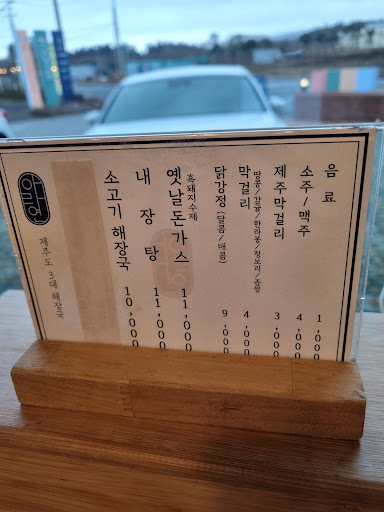 음료 1,000
소주/맥주 4,000
제주막걸리 3,000
땅콩/감귤/한라봉/청보리/톱쌀
막걸리 4,000
닭강정 (달콤/매콤) 9,000
흑돼지수제
옛날돈가스 11,000
내장탕 11,000
소고기 해장국 10,000
제주도 3대 해장국